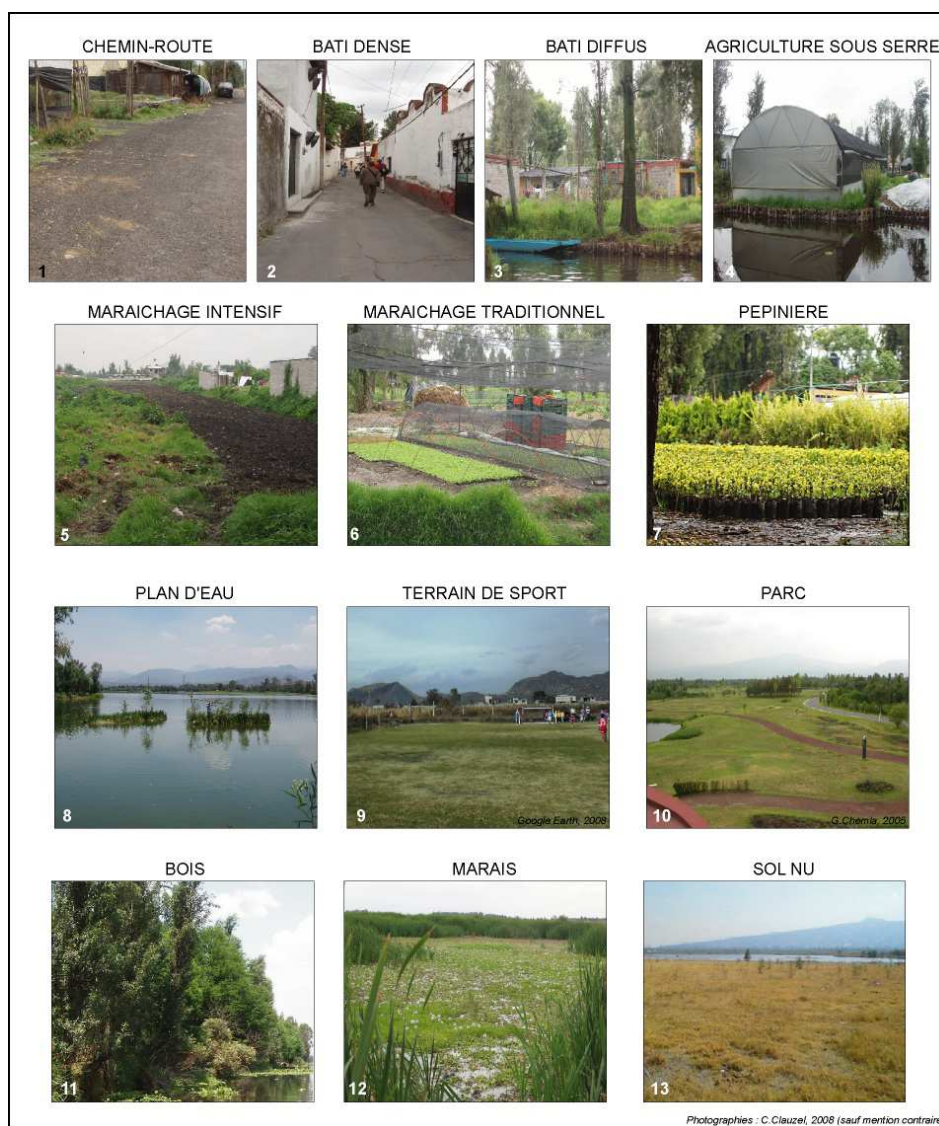 CHEMIN-ROUTE
BATI DENSE
BATI DIFFUS
AGRICULTURE SOUS SERRE
1
2
3
4
MARAICHAGE INTENSIF
MARAICHAGE TRADITIONNEL
PEPINIERE
5
6
7
PLAN D'EAU
TERRAIN DE SPORT
PARC
8
9
Google Earth, 2008
10
G.Chemla, 2005
BOIS
MARAIS
SOL NU
11
12
13
Photographies : C.Clauzel, 2008 (sauf mention contraire